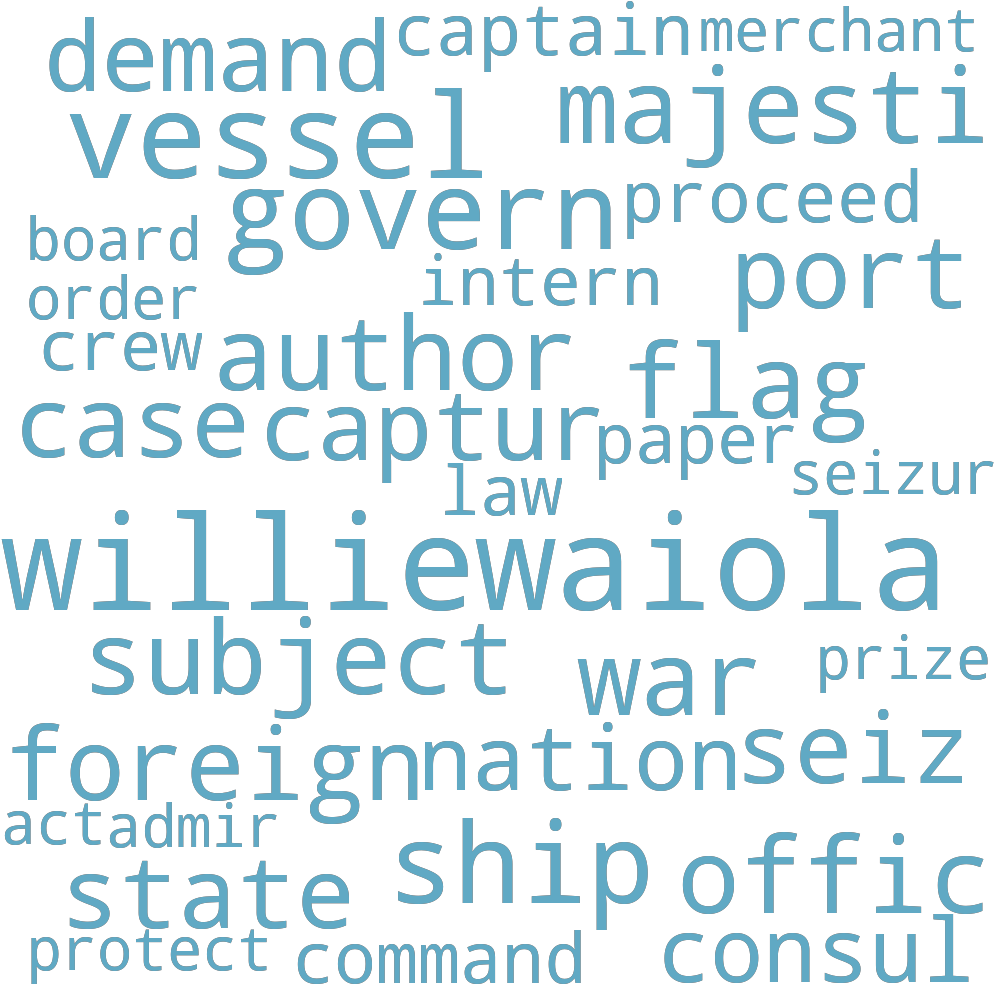 captain merchant
demand
majesti
vessel
proceed
govern
board
port
intern
order
author
crew
flag
case captur
paper
seizur
law
williewaiola
subject
prize
war
foreign nation seiz
act admir
ship offic
state
protect command consul